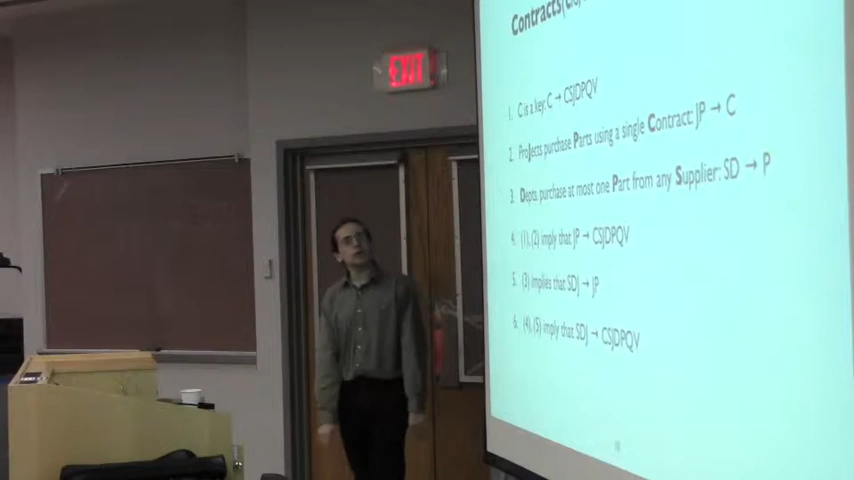 EXIT
Contracts(
1. C is a key: C → CSJDPQV
2. Projects purchase Parts using a single Contract: JP → C
3. Depts purchase at most one Part from any Supplier: SD → P
4. (1), (2) imply that JP → CSJDPQV
5. (3) implies that SDJ → JP
6. (4), (5) imply that SDJ → CSJDPQV